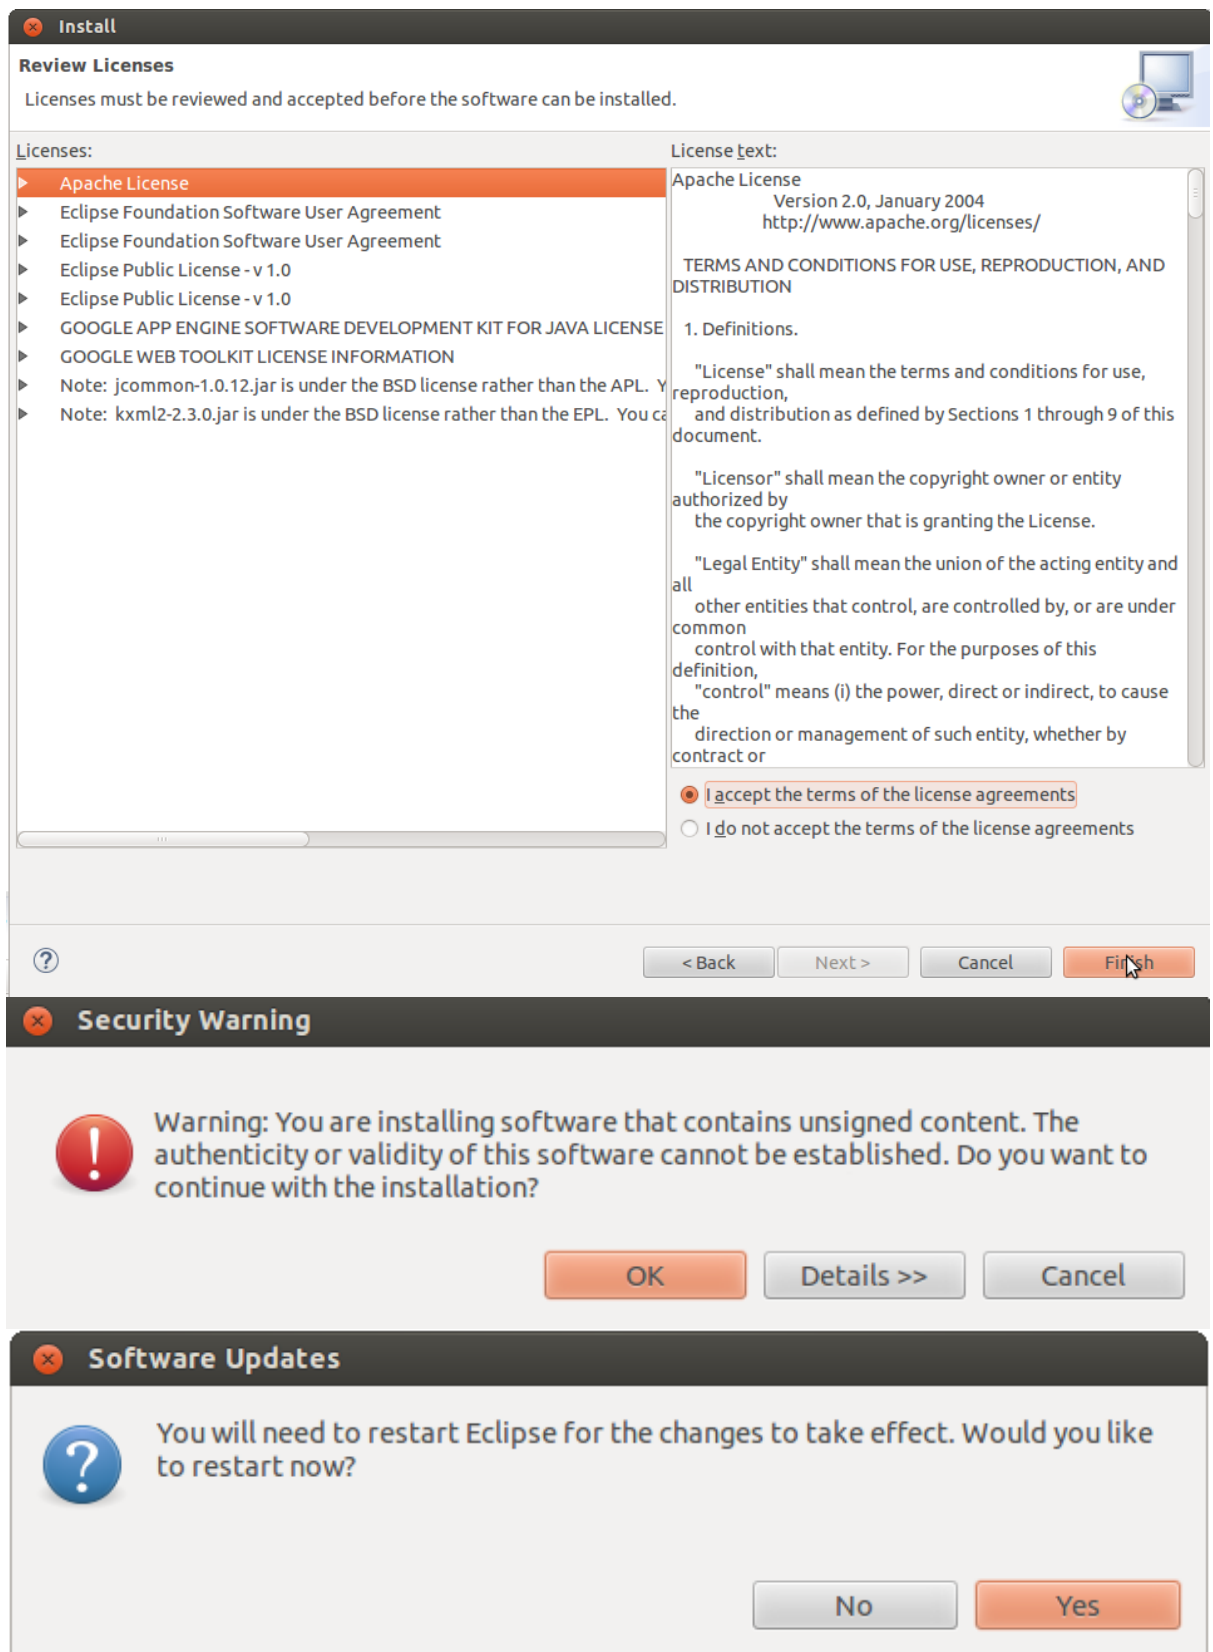 Install
Review Licenses
Licenses must be reviewed and accepted before the software can be installed.
Licenses:
Apache License
Eclipse Foundation Software User Agreement
Eclipse Foundation Software User Agreement
Eclipse Public License - v 1.0
Eclipse Public License - v 1.0
GOOGLE APP ENGINE SOFTWARE DEVELOPMENT KIT FOR JAVA LICENSE
GOOGLE WEB TOOLKIT LICENSE INFORMATION
Note:  jcommon-1.0.12.jar is under the BSD license rather than the APL.  Y
Note:  kxml2-2.3.0.jar is under the BSD license rather than the EPL.  You ca
License text:
Apache License
Version 2.0, January 2004
http://www.apache.org/licenses/
TERMS AND CONDITIONS FOR USE, REPRODUCTION, AND
DISTRIBUTION
1. Definitions.
"License" shall mean the terms and conditions for use,
reproduction,
and distribution as defined by Sections 1 through 9 of this
document.
"Licensor" shall mean the copyright owner or entity
authorized by
the copyright owner that is granting the License.
"Legal Entity" shall mean the union of the acting entity and
all
other entities that control, are controlled by, or are under
common
control with that entity. For the purposes of this
definition,
"control" means (i) the power, direct or indirect, to cause
the
direction or management of such entity, whether by
contract or
I accept the terms of the license agreements
I do not accept the terms of the license agreements
< Back
Next >
Cancel
Finish
Security Warning
Warning: You are installing software that contains unsigned content. The
authenticity or validity of this software cannot be established. Do you want to
continue with the installation?
OK
Details >>
Cancel
Software Updates
You will need to restart Eclipse for the changes to take effect. Would you like
to restart now?
No
Yes